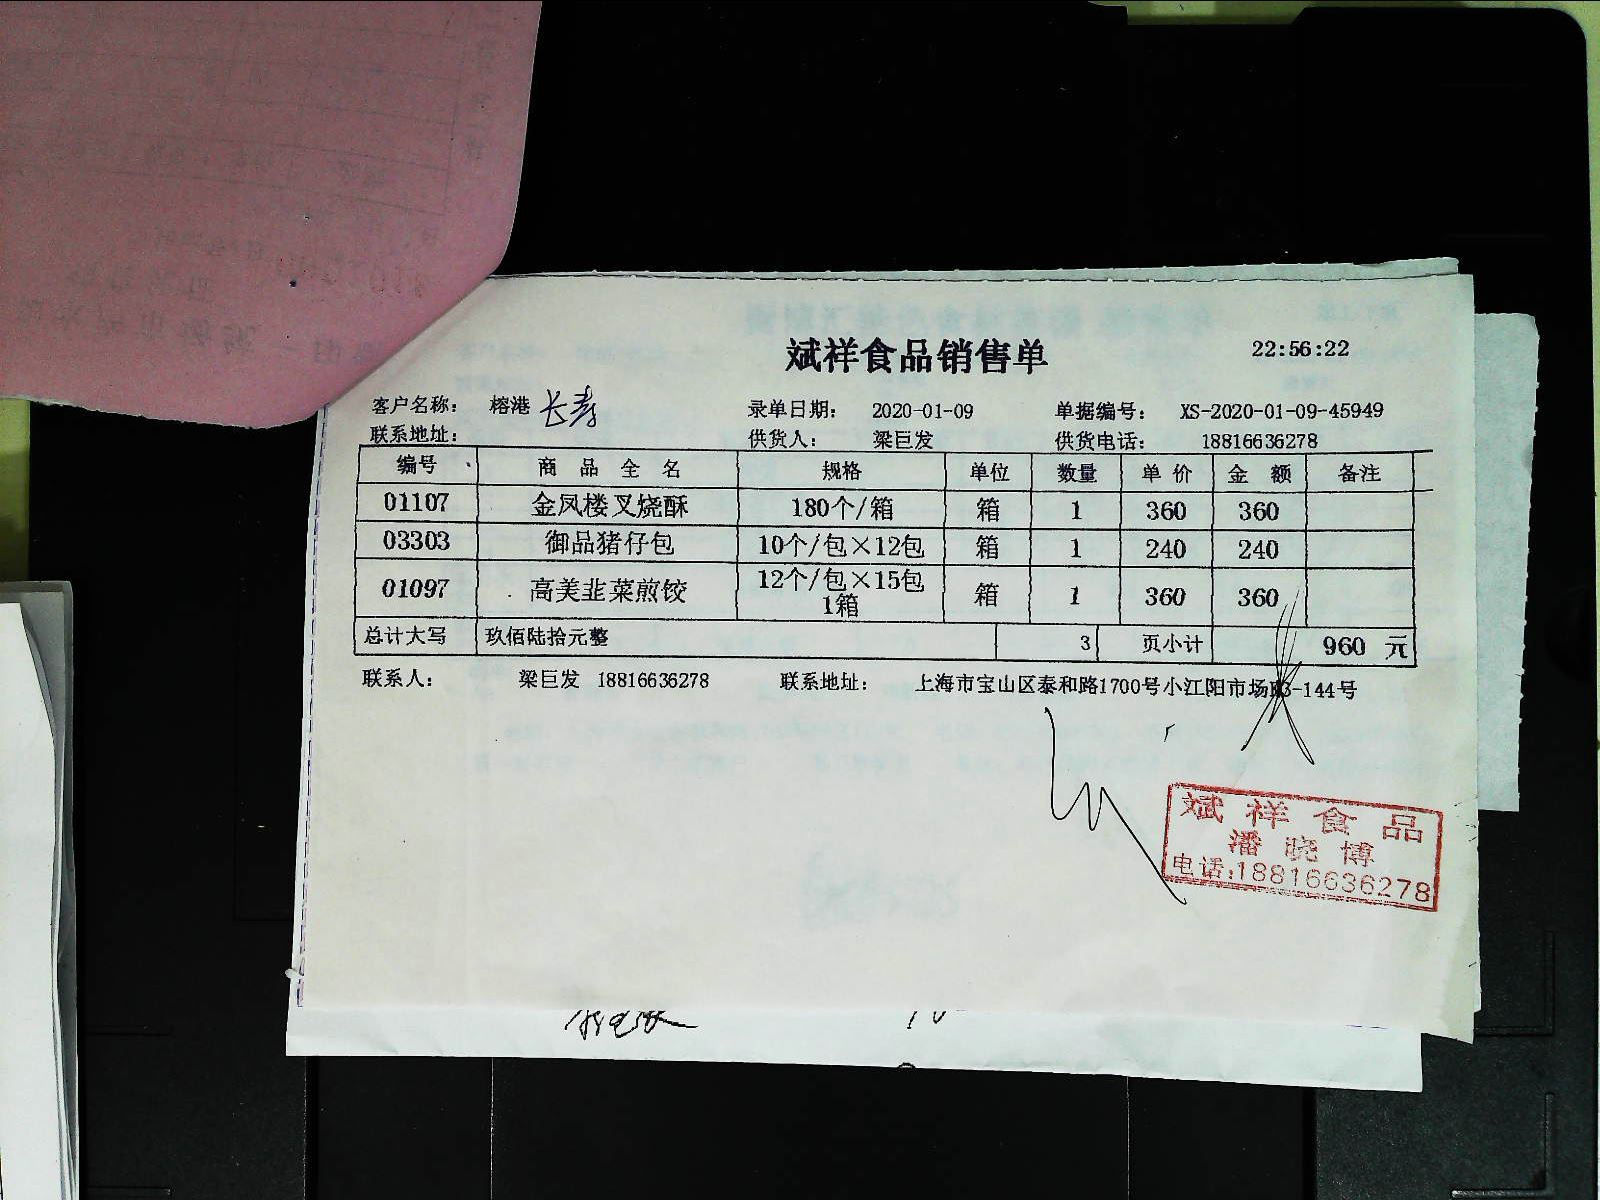 斌祥食品销售单 22:56:22
客户名称： 榕港 长寿 录单日期： 2020-01-09 单据编号： XS-2020-01-09-45949
联系地址： 供货人： 梁巨发 供货电话： 18816636278
编号 商品全名 规格 单位 数量 单价 金额 备注
01107 金凤楼叉烧酥 180个/箱 箱 1 360 360
03303 御品猪仔包 10个/包×12包 箱 1 240 240
01097 高美韭菜煎饺 12个/包×15包1箱 箱 1 360 360
总计大写 玖佰陆拾元整 3 页小计 960 元
联系人： 梁巨发 18816636278 联系地址： 上海市宝山区泰和路1700号小江阳市场 3-144号
斌祥食品
潘晓博
电话:18816636278